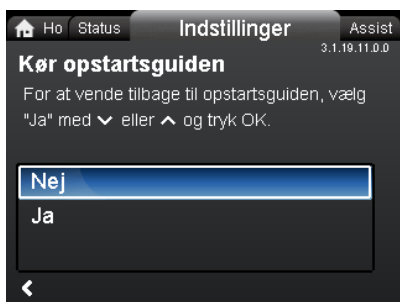 Ho Status Indstillinger Assist
3.1.19.11.0.0
Kør opstartsguiden
For at vende tilbage til opstartsguiden, vælg
"Ja" med eller og tryk OK.
Nej
Ja